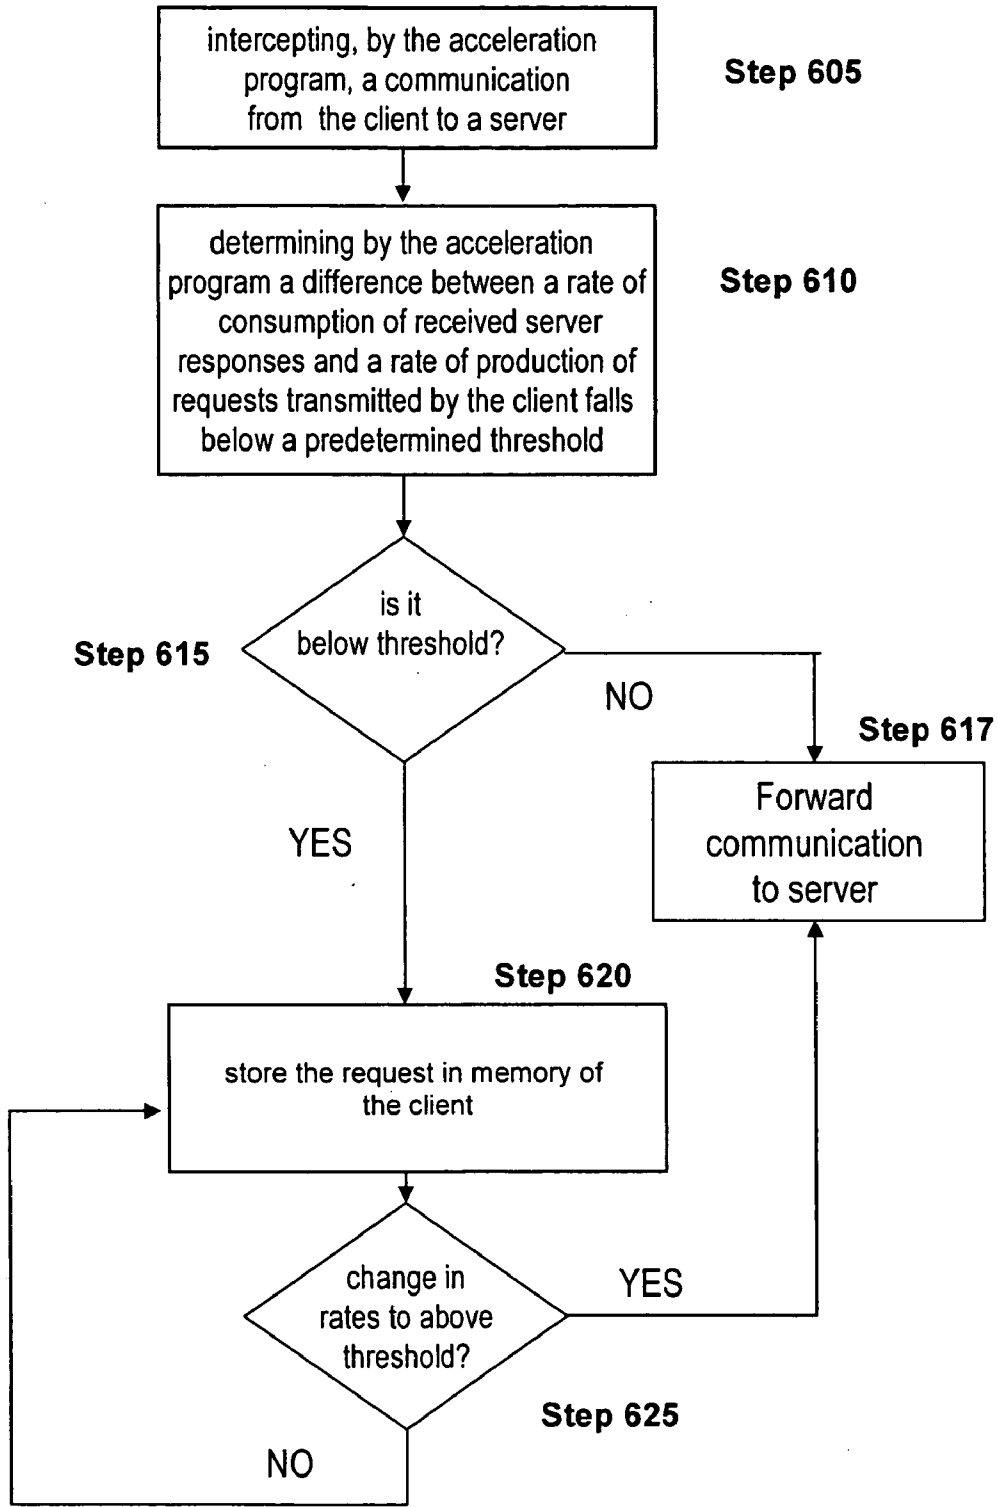 intercepting, by the acceleration
program, a communication
from the client to a server
Step 605
determining by the acceleration
program a difference between a rate of
consumption of received server
responses and a rate of production of
requests transmitted by the client falls
below a predetermined threshold
Step 610
is it
below threshold?
Step 615
NO
Step 617
Forward
communication
to server
YES
Step 620
store the request in memory of
the client
change in
rates to above
threshold?
YES
Step 625
NO